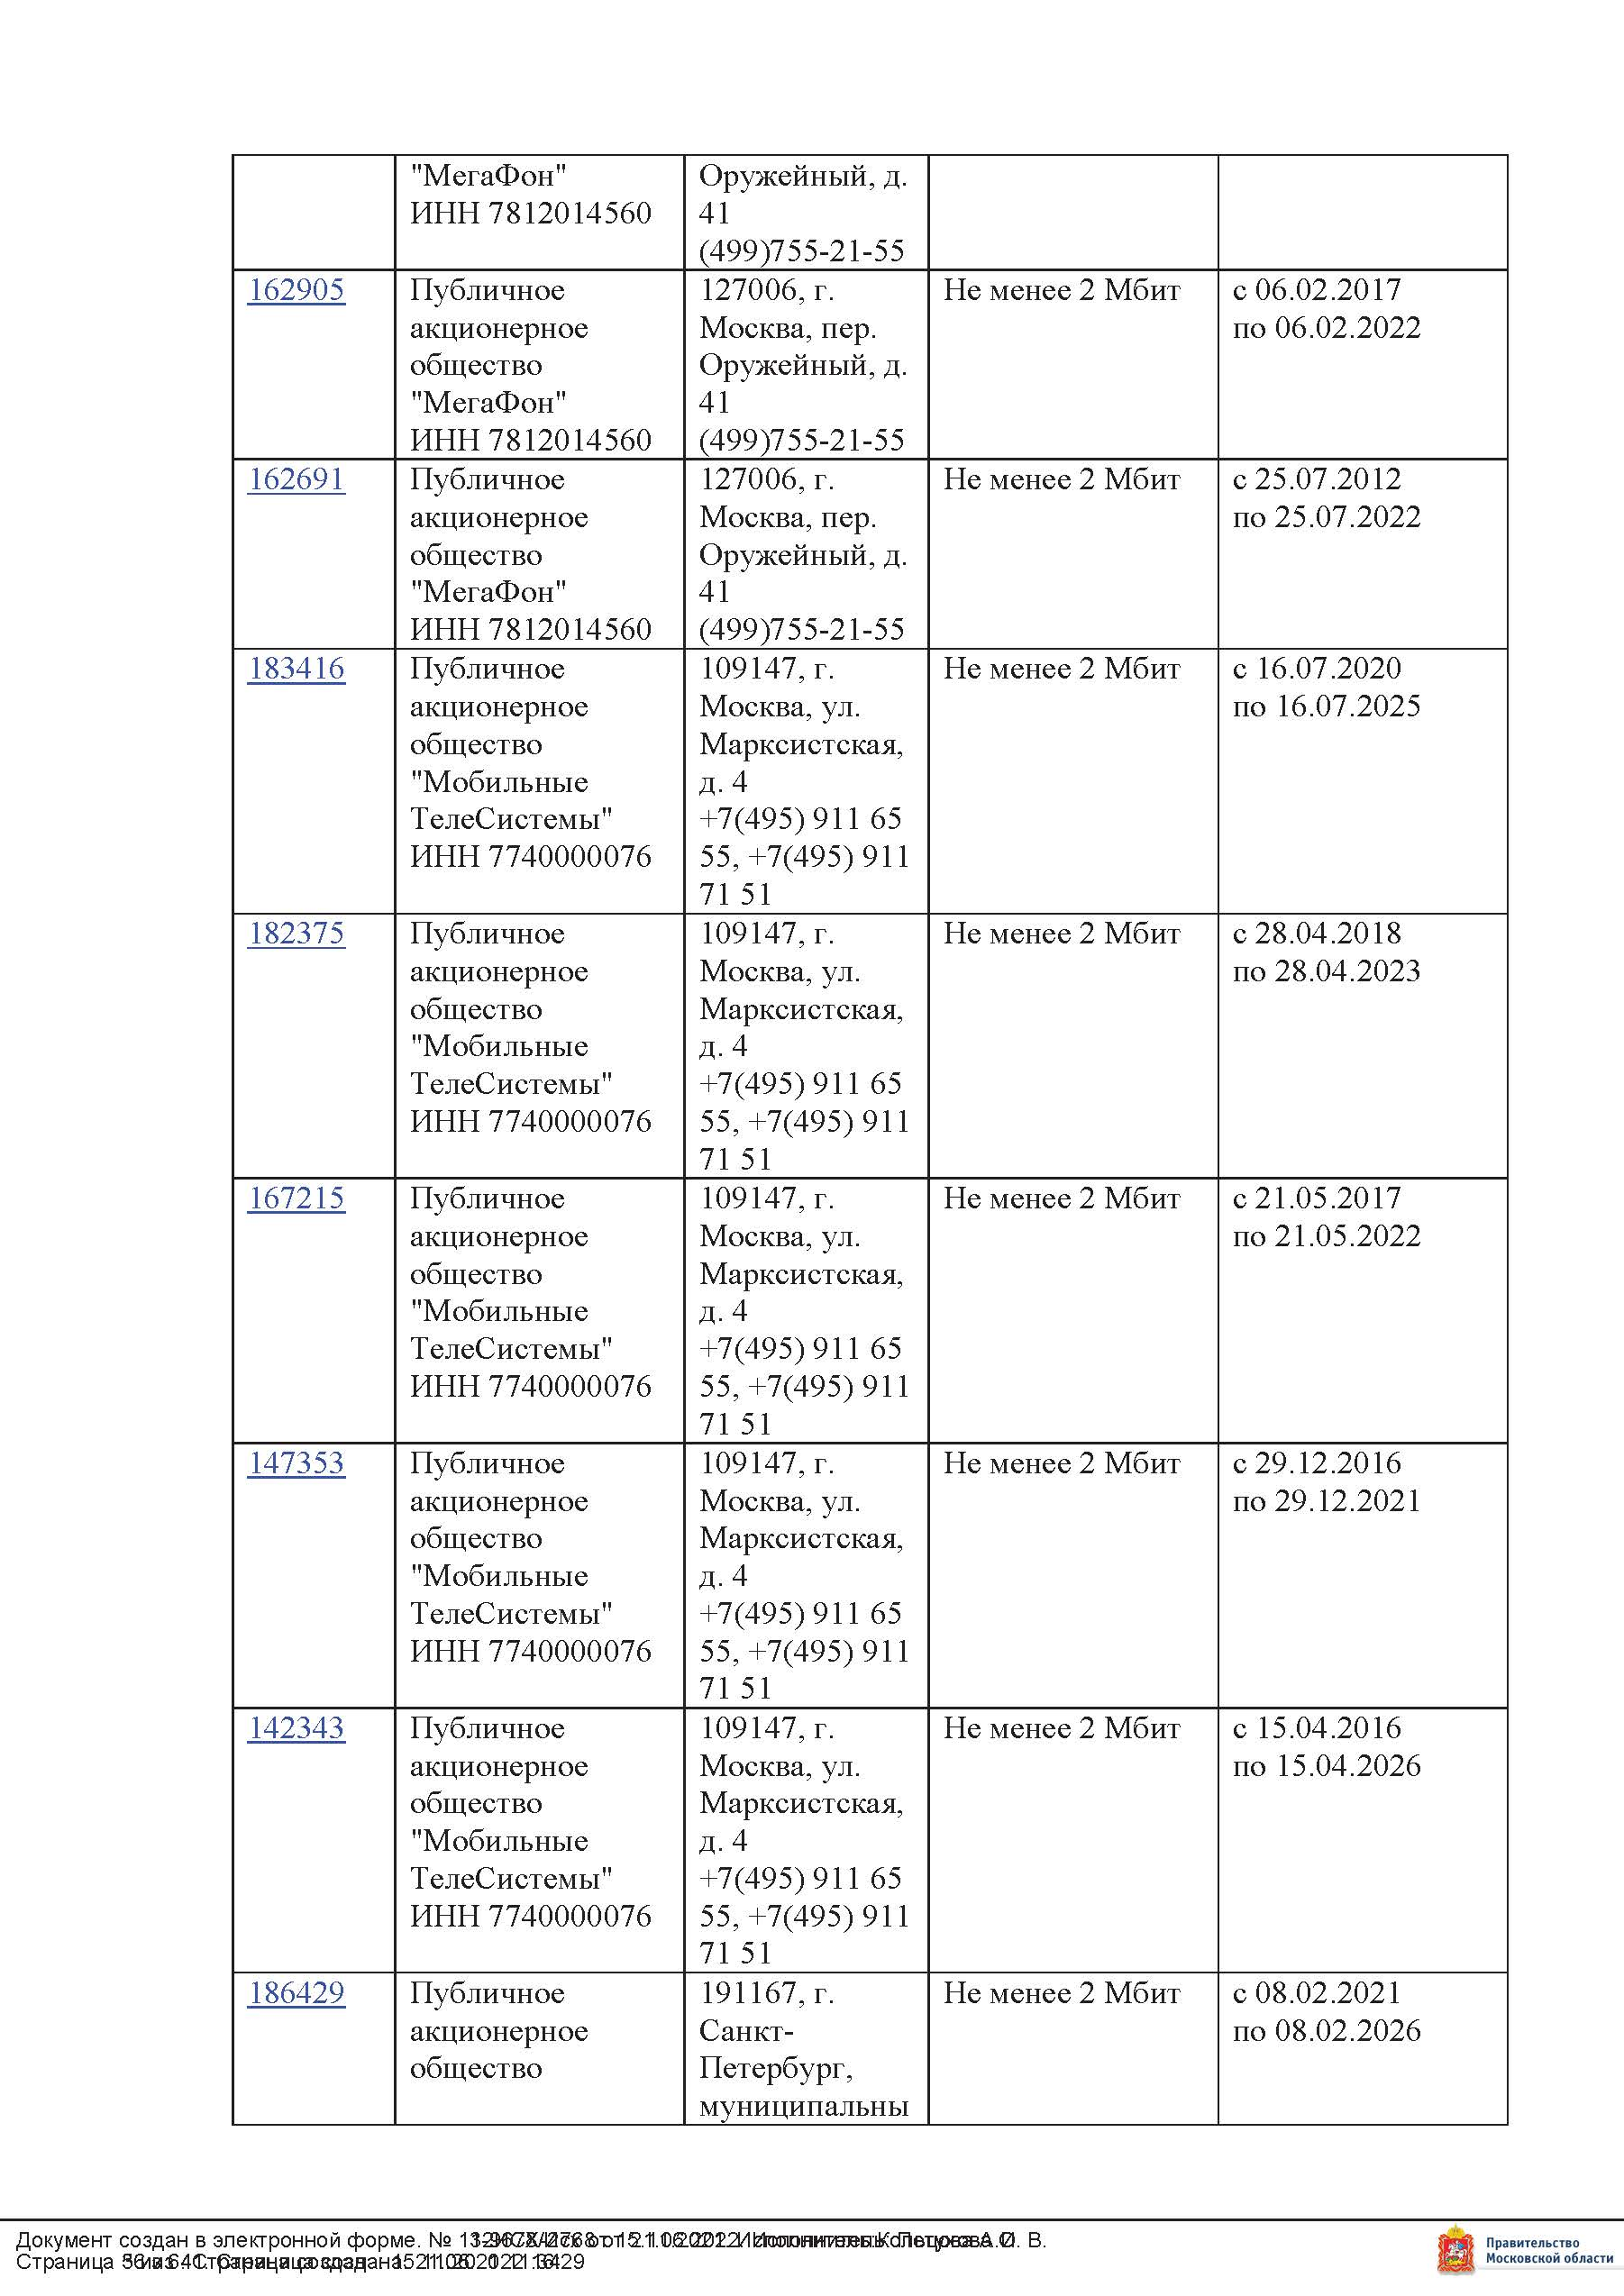 "МегаФон"
ИНН 7812014560
Оружейный, д.
41
(499)755-21-55
162905
Публичное
акционерное
общество
"МегаФон"
ИНН 7812014560
127006, г.
Москва, пер.
Оружейный, д.
41
(499)755-21-55
Не менее 2 Мбит
с 06.02.2017
по 06.02.2022
162691
Публичное
акционерное
общество
"МегаФон"
ИНН 7812014560
127006, г.
Москва, пер.
Оружейный, д.
41
(499)755-21-55
Не менее 2 Мбит
с 25.07.2012
по 25.07.2022
183416
Публичное
акционерное
общество
"Мобильные
ТелеСистемы"
ИНН 7740000076
109147, г.
Москва, ул.
Марксистская,
д. 4
+7(495) 911 65
55, +7(495) 911
71 51
Не менее 2 Мбит
с 16.07.2020
по 16.07.2025
182375
Публичное
акционерное
общество
"Мобильные
ТелеСистемы"
ИНН 7740000076
109147, г.
Москва, ул.
Марксистская,
д. 4
+7(495) 911 65
55, +7(495) 911
71 51
Не менее 2 Мбит
с 28.04.2018
по 28.04.2023
167215
Публичное
акционерное
общество
"Мобильные
ТелеСистемы"
ИНН 7740000076
109147, г.
Москва, ул.
Марксистская,
д. 4
+7(495) 911 65
55, +7(495) 911
71 51
Не менее 2 Мбит
с 21.05.2017
по 21.05.2022
147353
Публичное
акционерное
общество
"Мобильные
ТелеСистемы"
ИНН 7740000076
109147, г.
Москва, ул.
Марксистская,
д. 4
+7(495) 911 65
55, +7(495) 911
71 51
Не менее 2 Мбит
с 29.12.2016
по 29.12.2021
142343
Публичное
акционерное
общество
"Мобильные
ТелеСистемы"
ИНН 7740000076
109147, г.
Москва, ул.
Марксистская,
д. 4
+7(495) 911 65
55, +7(495) 911
71 51
Не менее 2 Мбит
с 15.04.2016
по 15.04.2026
186429
Публичное
акционерное
общество
191167, г.
Санкт-
Петербург,
муниципальны
Не менее 2 Мбит
с 08.02.2021
по 08.02.2026
Документ создан в электронной форме. №
Страница
Правительство
Московской области